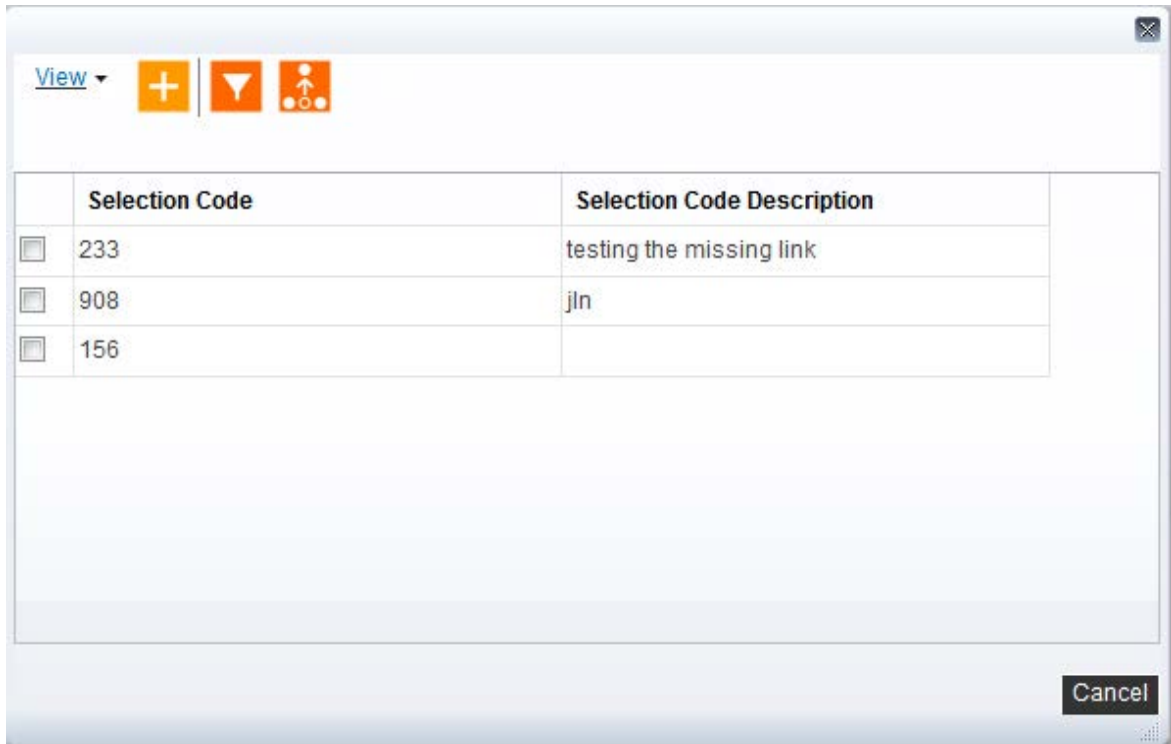 View
Selection Code Selection Code Description
233 testing the missing link
908 jln
156
Cancel